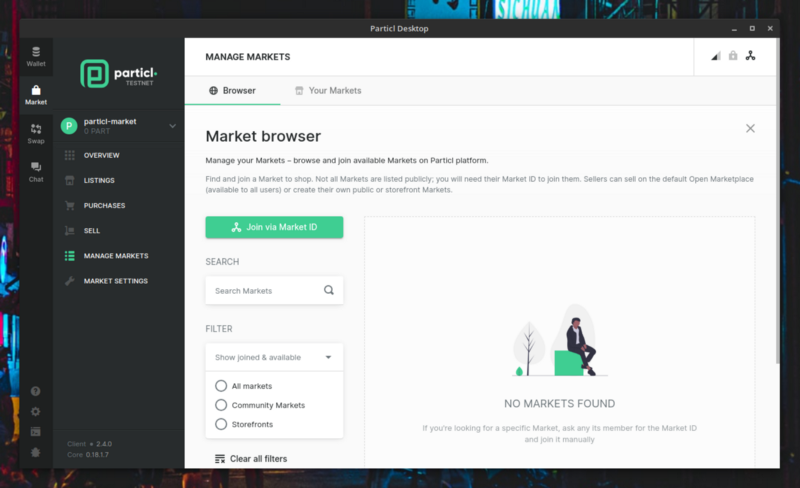 SICHUAN
Particl Desktop
Wallet
Market
Swap
Chat
particl
TESTNET
P
particl-market
0 PART
OVERVIEW
LISTINGS
PURCHASES
SELL
MANAGE MARKETS
MARKET SETTINGS
Client • 2.4.0
Core 0.18.1.7
MANAGE MARKETS
Browser
Your Markets
Market browser
Manage your Markets – browse and join available Markets on Particl platform.
Find and join a Market to shop. Not all Markets are listed publicly; you will need their Market ID to join them. Sellers can sell on the default Open Marketplace
(available to all users) or create their own public or storefront Markets.
Join via Market ID
SEARCH
Search Markets
FILTER
Show joined & available
All markets
Community Markets
Storefronts
Clear all filters
NO MARKETS FOUND
If you're looking for a specific Market, ask any its member for the Market ID
and join it manually